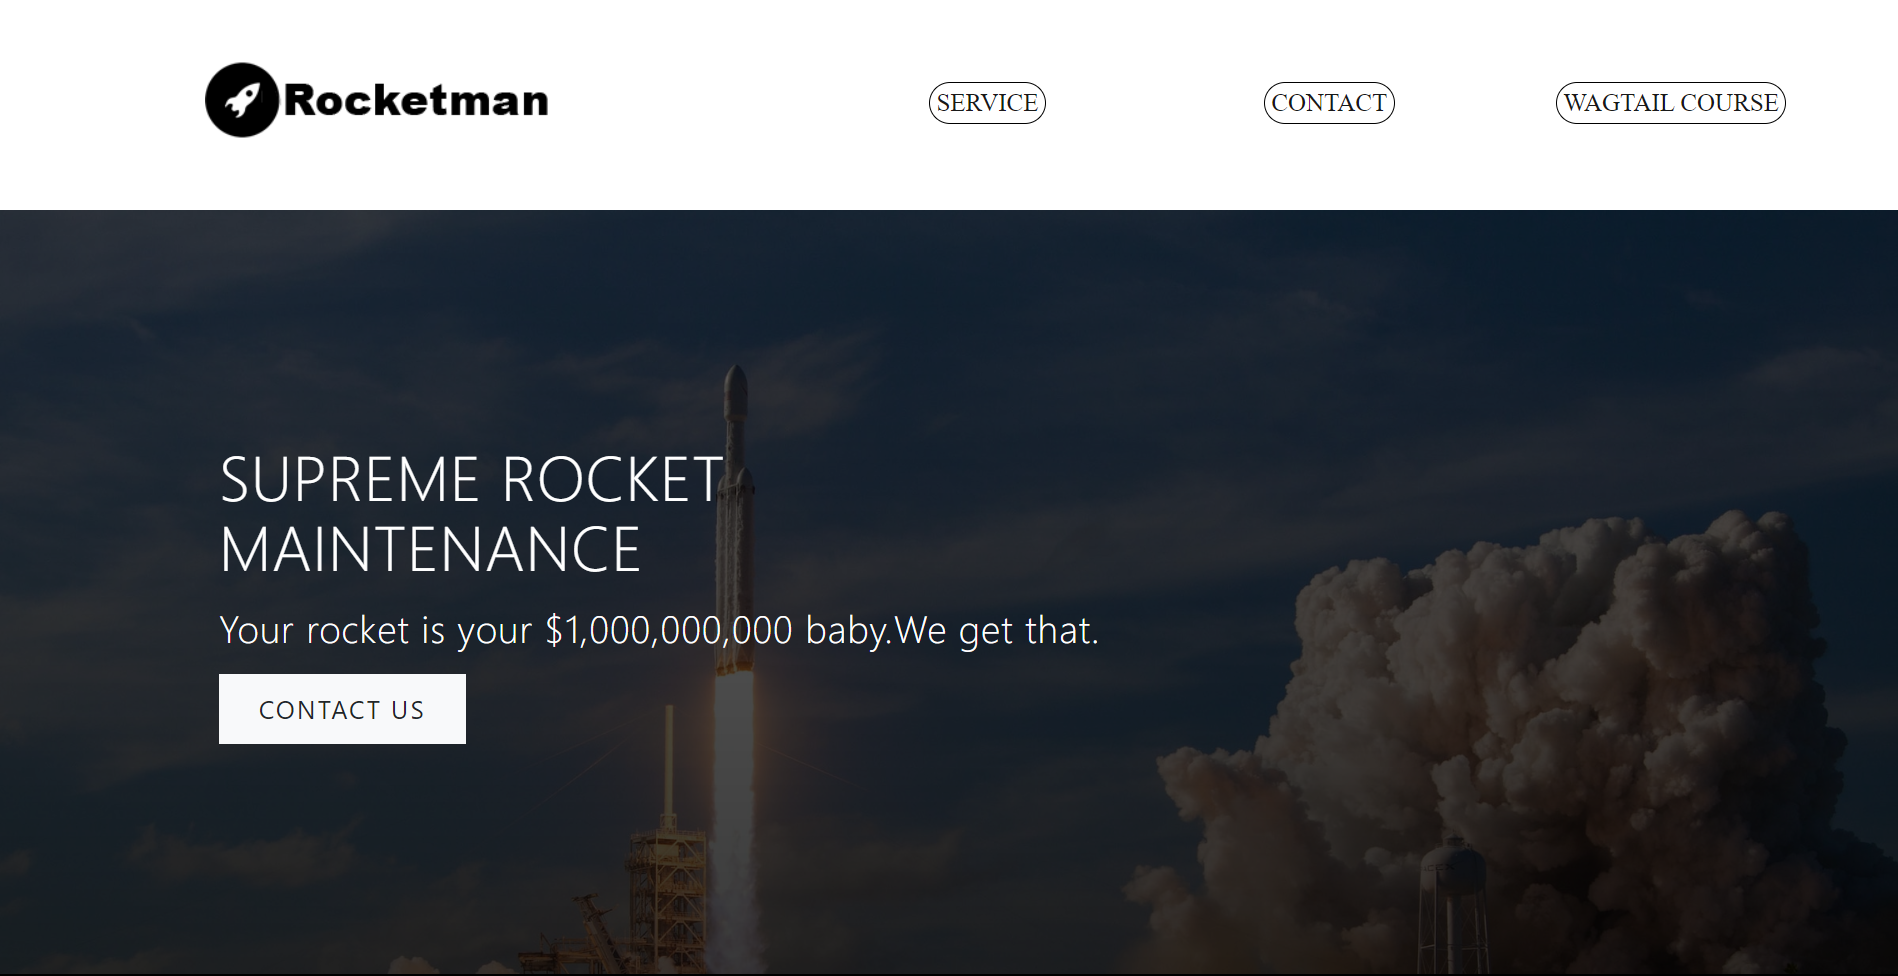 Rocketman
SERVICE
CONTACT
WAGTAIL COURSE
SUPREME ROCKET
MAINTENANCE
Your rocket is your $1,000,000,000 baby.We get that.
CONTACT US